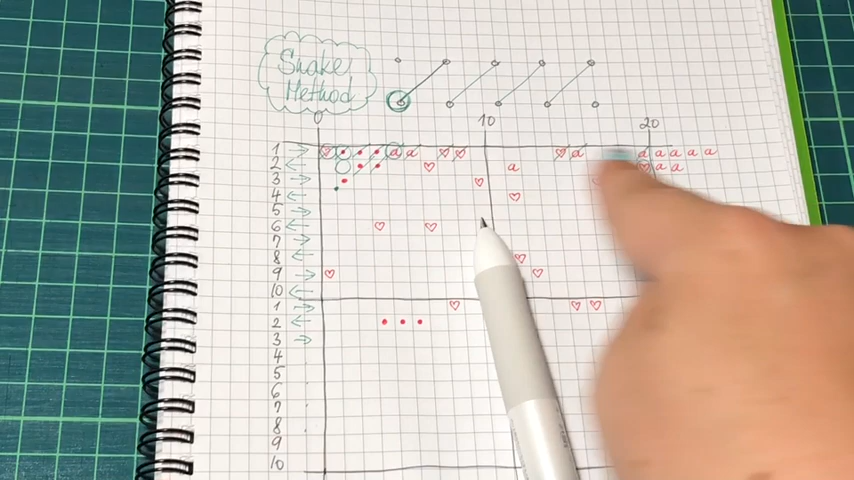 Snake
Method
0
10
20
1 → ♡ • • • a a ♡ ♡ ♡ a a a a a a
2 ← • • ♡ a ♡ a a
3 → • ♡
4 ← ♡
5 →
6 ← ♡ ♡
7 →
8 ← ♡
9 → ♡ ♡
10 ←
1 → ♡ ♡ ♡
2 ← • • •
3 →
4
5
6
7
8
9
10